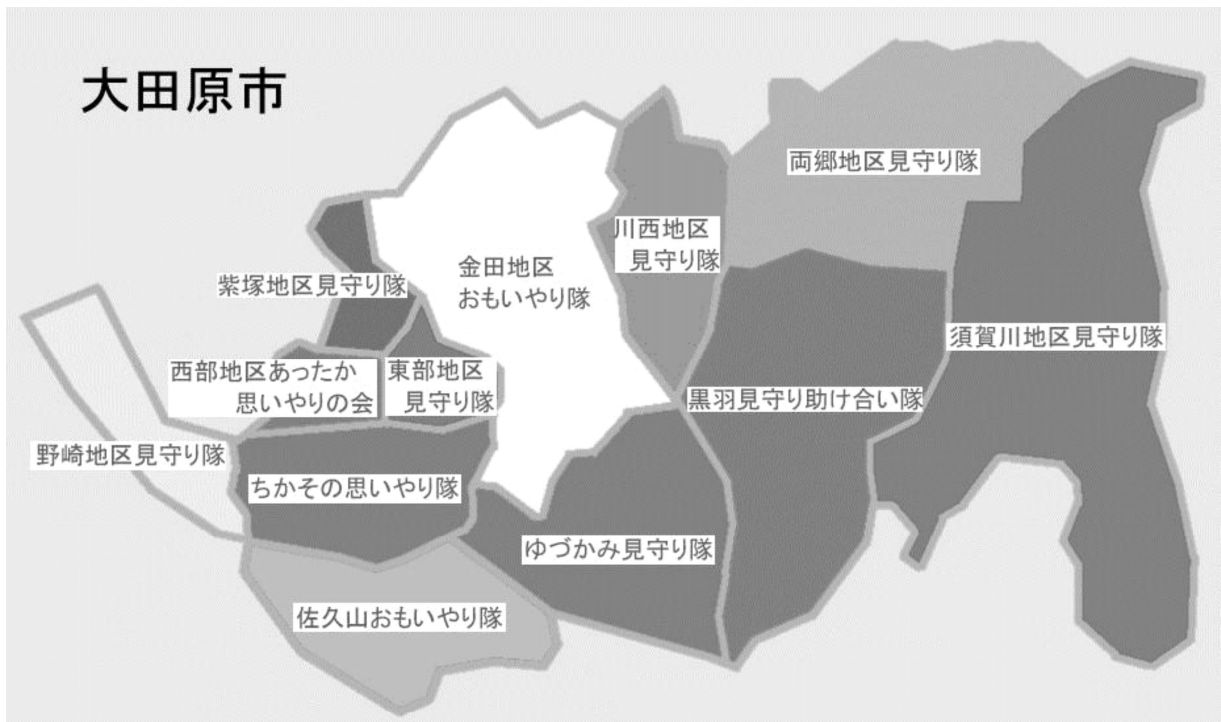 大田原市
両郷地区見守り隊
川西地区
見守り隊
金田地区
おもいやり隊
紫塚地区見守り隊
須賀川地区見守り隊
西部地区あったか
思いやりの会
東部地区
見守り隊
黒羽見守り助け合い隊
野崎地区見守り隊
ちかその思いやり隊
ゆづかみ見守り隊
佐久山おもいやり隊